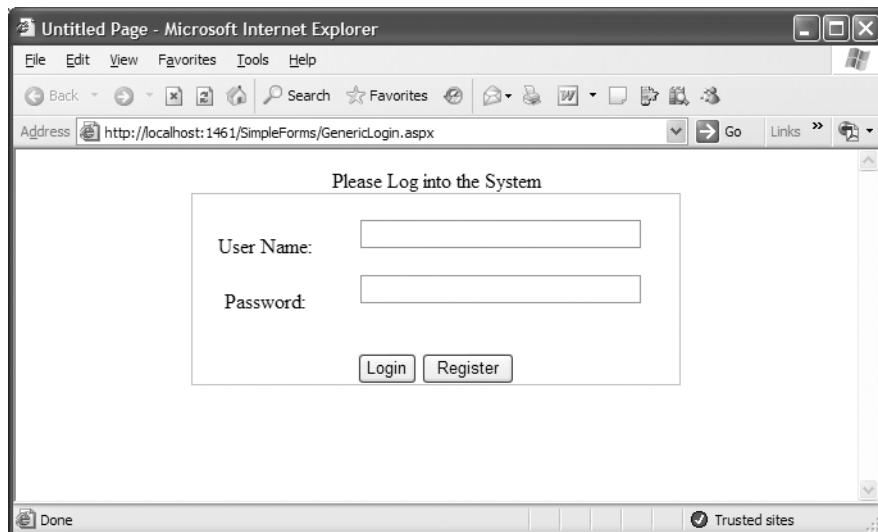 Untitled Page - Microsoft Internet Explorer
File Edit View Favorites Tools Help
Back Search Favorites W
Address http://localhost:1461/SimpleForms/GenericLogin.aspx Go Links »
Please Log into the System
User Name:
Password:
Login Register
Done Trusted sites